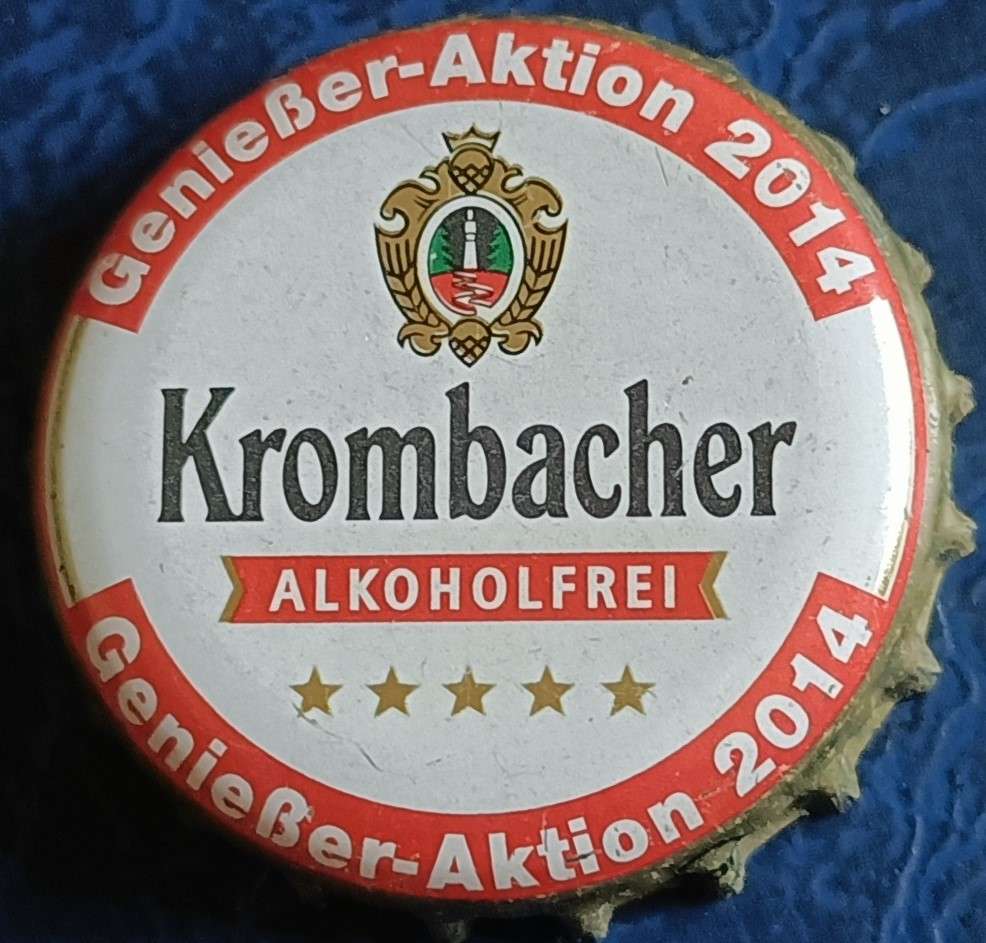 Genießer-Aktion 2014
Krombacher
ALKOHOLFREI
Genießer-Aktion 2014